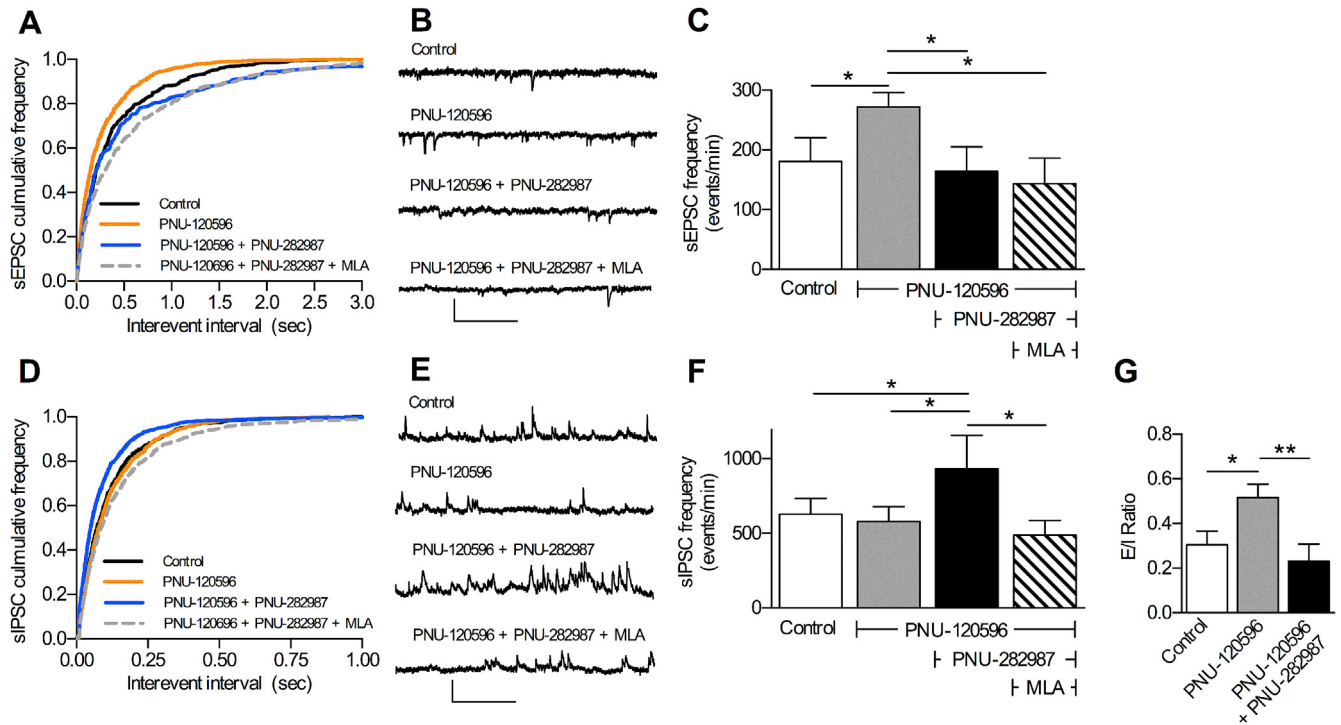 A
sEPSC culmulative frequency
1.0
0.8
0.6
0.4
0.2
0.0
Control
PNU-120596
PNU-120596 + PNU-282987
PNU-120696 + PNU-282987 + MLA
0.0 0.5 1.0 1.5 2.0 2.5 3.0
Interevent interval (sec)
B
Control
PNU-120596
PNU-120596 + PNU-282987
PNU-120596 + PNU-282987 + MLA
C
sEPSC frequency
(events/min)
300
200
100
0
*
*
*
Control
PNU-120596
PNU-282987
MLA
D
sIPSC culmulative frequency
1.0
0.8
0.6
0.4
0.2
0.0
Control
PNU-120596
PNU-120596 + PNU-282987
PNU-120696 + PNU-282987 + MLA
0.00 0.25 0.50 0.75 1.00
Interevent interval (sec)
E
Control
PNU-120596
PNU-120596 + PNU-282987
PNU-120596 + PNU-282987 + MLA
F
sIPSC frequency
(events/min)
1000
500
0
*
*
*
Control
PNU-120596
PNU-282987
MLA
G
E/I Ratio
0.8
0.6
0.4
0.2
0.0
*
**
Control
PNU-120596
PNU-120596
+ PNU-282987